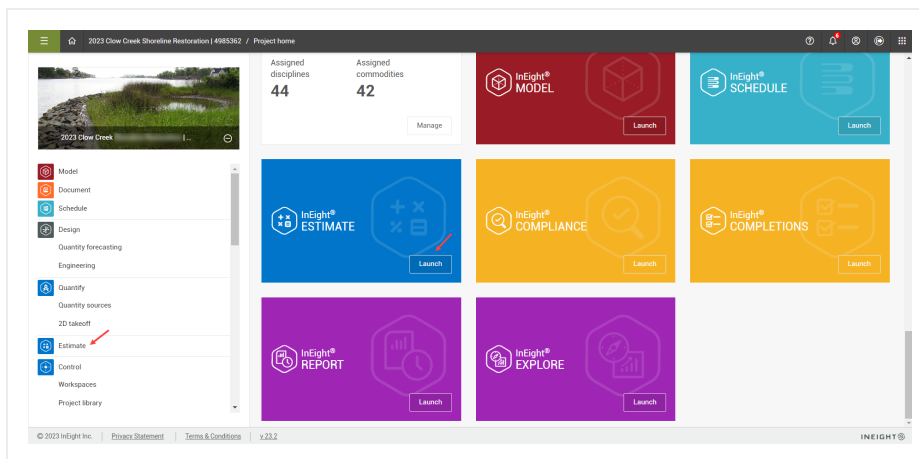 2023 Clow Creek Shoreline Restoration | 4985362 / Project home
6
2023 Clow Creek
Model
Document
Schedule
Design
Quantity forecasting
Engineering
Quantify
Quantity sources
2D takeoff
Estimate
Control
Workspaces
Project library
Assigned disciplines
44
Assigned commodities
42
Manage
InEight®
MODEL
Launch
InEight®
SCHEDULE
Launch
InEight®
ESTIMATE
Launch
InEight®
COMPLIANCE
Launch
InEight®
COMPLETIONS
Launch
InEight®
REPORT
Launch
InEight®
EXPLORE
Launch
© 2023 InEight Inc. | Privacy Statement | Terms & Conditions | v 23.2
INEIGHT